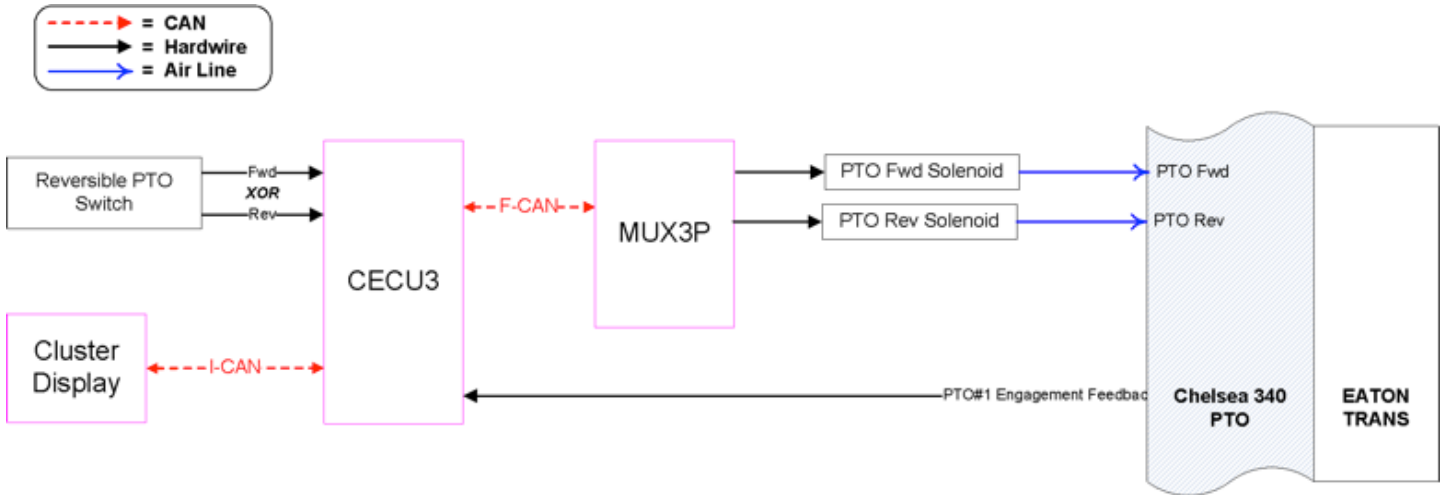 = CAN
= Hardwire
= Air Line
Reversible PTO
Switch
Fwd
XOR
Rev
CECU3
F-CAN
MUX3P
PTO Fwd Solenoid
PTO Rev Solenoid
PTO Fwd
PTO Rev
Cluster
Display
I-CAN
PTO#1 Engagement Feedbac
Chelsea 340
PTO
EATON
TRANS